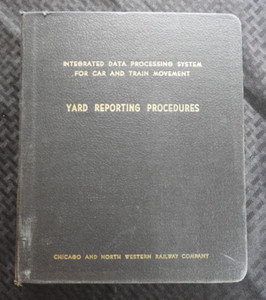 INTEGRATED DATA PROCESSING SYSTEM
FOR CAR AND TRAIN MOVEMENT
YARD REPORTING PROCEDURES
CHICAGO AND NORTH WESTERN RAILWAY COMPANY